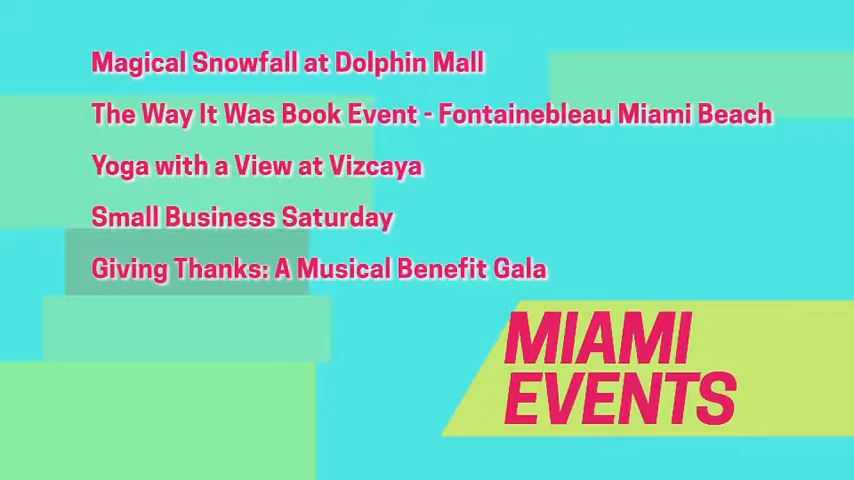 Magical Snowfall at Dolphin Mall
The Way It Was Book Event - Fontainebleau Miami Beach
Yoga with a View at Vizcaya
Small Business Saturday
Giving Thanks: A Musical Benefit Gala
MIAMI
EVENTS